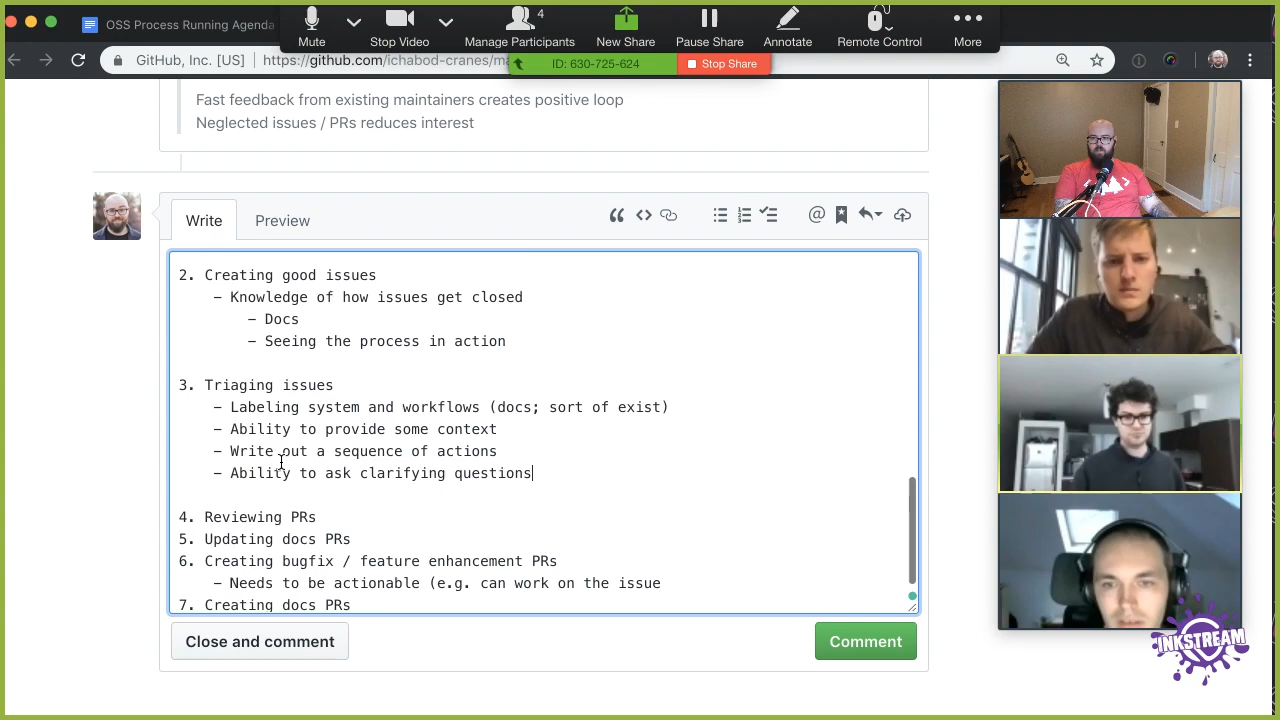 OSS Process Running Agenda
4
Mute
Stop Video
Manage Participants
New Share
Pause Share
Annotate
Remote Control
More
GitHub, Inc. [US]
https://github.com/ichabod-cranes/ma
ID: 630-725-624
Stop Share
Fast feedback from existing maintainers creates positive loop
Neglected issues / PRs reduces interest
Write
Preview
2. Creating good issues
– Knowledge of how issues get closed
– Docs
– Seeing the process in action
3. Triaging issues
– Labeling system and workflows (docs; sort of exist)
– Ability to provide some context
– Write out a sequence of actions
– Ability to ask clarifying questions
4. Reviewing PRs
5. Updating docs PRs
6. Creating bugfix / feature enhancement PRs
– Needs to be actionable (e.g. can work on the issue
7. Creating docs PRs
Close and comment
Comment
INKSTREAM